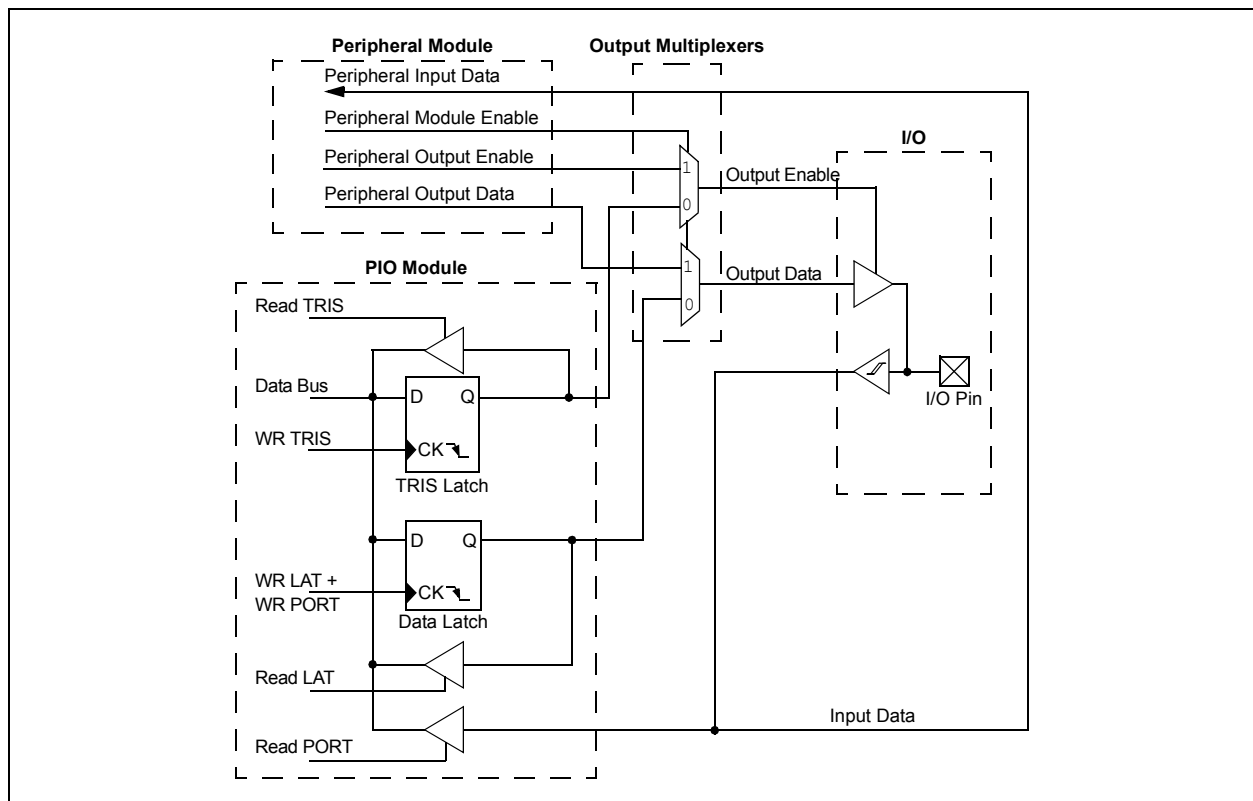 Peripheral Module
Output Multiplexers
Peripheral Input Data
Peripheral Module Enable
I/O
Peripheral Output Enable
1
Output Enable
Peripheral Output Data
0
PIO Module
1
Output Data
Read TRIS
0
Data Bus
D Q
I/O Pin
WR TRIS
CK
TRIS Latch
D Q
WR LAT +
WR PORT
CK
Data Latch
Read LAT
Input Data
Read PORT